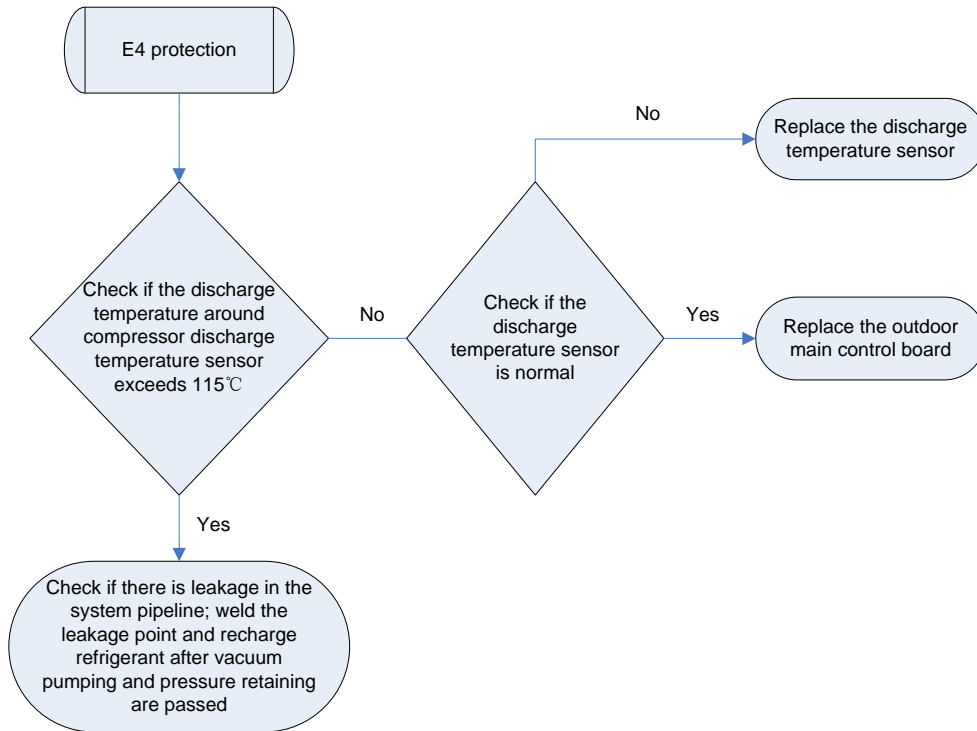 E4 protection
No
Replace the discharge
temperature sensor
Check if the discharge
temperature around
compressor discharge
temperature sensor
exceeds 115℃
No
Check if the
discharge
temperature sensor
is normal
Yes
Replace the outdoor
main control board
Yes
Check if there is leakage in the
system pipeline; weld the
leakage point and recharge
refrigerant after vacuum
pumping and pressure retaining
are passed